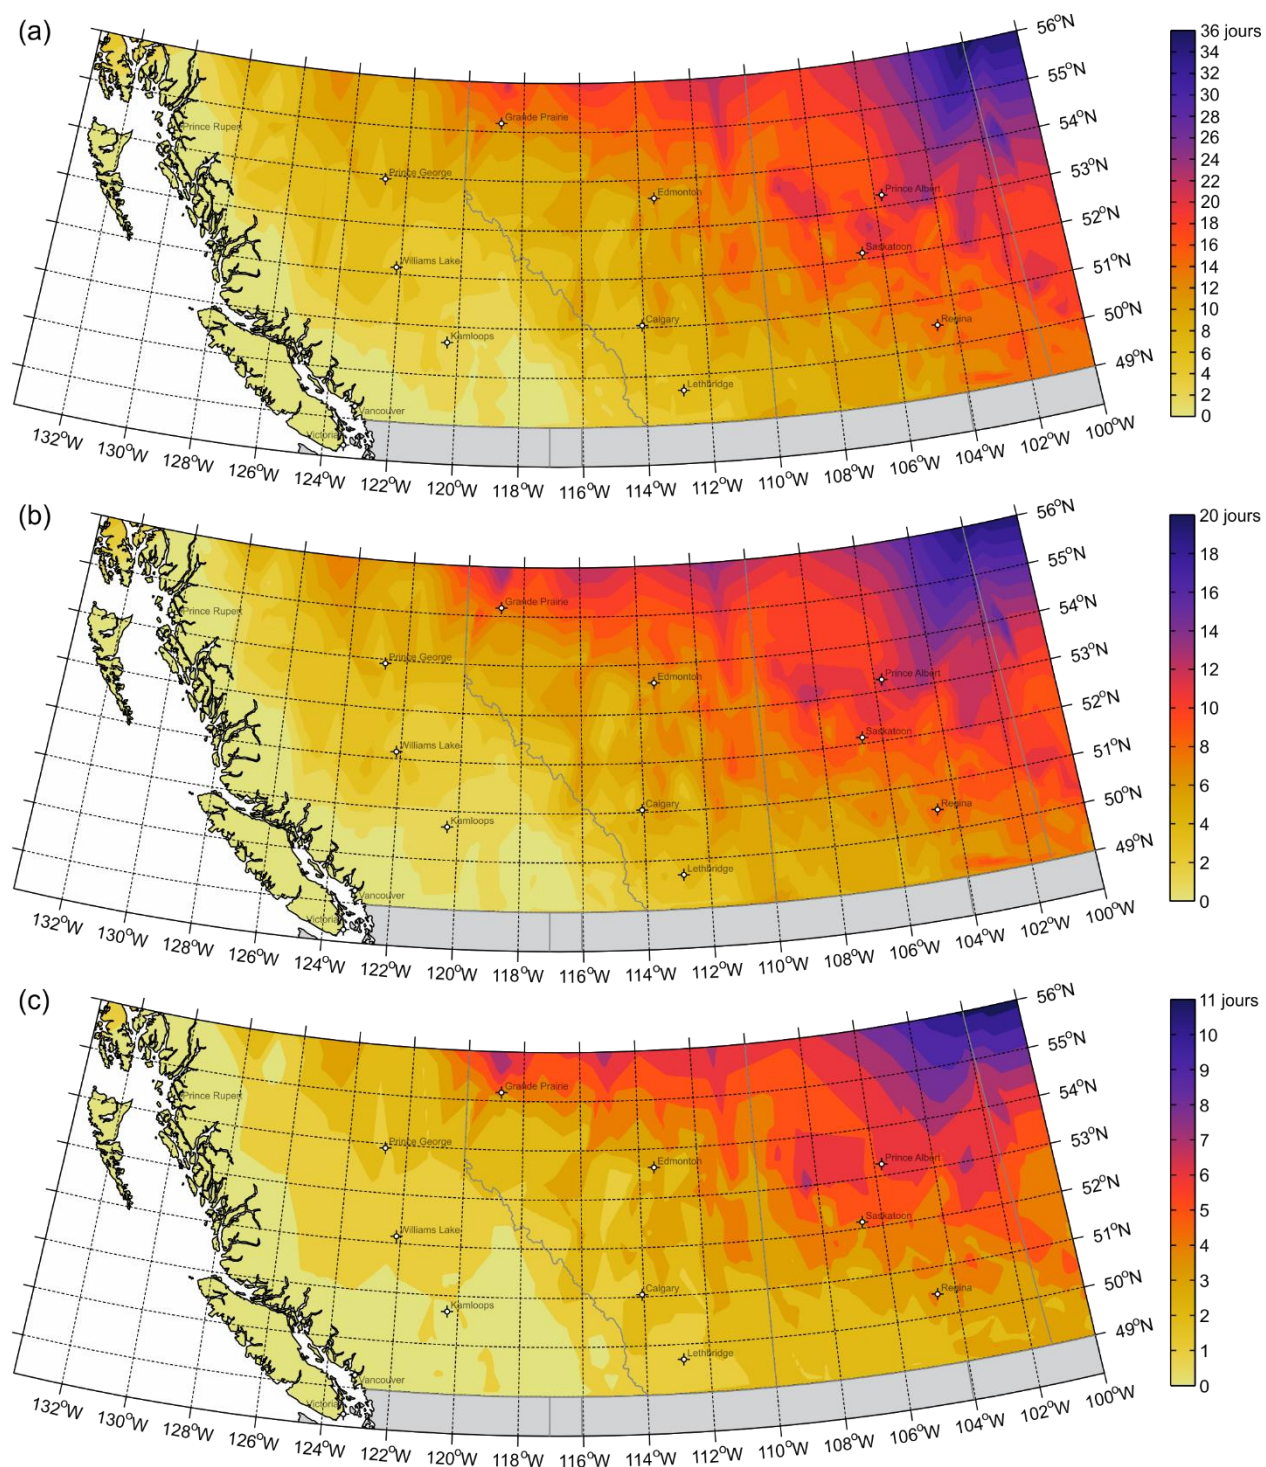 (a)
56°N
55°N
54°N
53°N
52°N
51°N
50°N
49°N
Prince Rupert
Grande Prairie
Prince George
Edmonton
Prince Albert
Williams Lake
Saskatoon
Kamloops
Calgary
Regina
Lethbridge
Vancouver
Victoria
132°W
130°W
128°W
126°W
124°W
122°W
120°W
118°W
116°W
114°W
112°W
110°W
108°W
106°W
104°W
102°W
100°W
36 jours
34
32
30
28
26
24
22
20
18
16
14
12
10
8
6
4
2
0
(b)
56°N
55°N
54°N
53°N
52°N
51°N
50°N
49°N
Prince Rupert
Grande Prairie
Prince George
Edmonton
Prince Albert
Williams Lake
Saskatoon
Kamloops
Calgary
Regina
Lethbridge
Vancouver
Victoria
132°W
130°W
128°W
126°W
124°W
122°W
120°W
118°W
116°W
114°W
112°W
110°W
108°W
106°W
104°W
102°W
100°W
20 jours
18
16
14
12
10
8
6
4
2
0
(c)
56°N
55°N
54°N
53°N
52°N
51°N
50°N
49°N
Prince Rupert
Grande Prairie
Prince George
Edmonton
Prince Albert
Williams Lake
Saskatoon
Kamloops
Calgary
Regina
Lethbridge
Vancouver
Victoria
132°W
130°W
128°W
126°W
124°W
122°W
120°W
118°W
116°W
114°W
112°W
110°W
108°W
106°W
104°W
102°W
100°W
11 jours
10
9
8
7
6
5
4
3
2
1
0